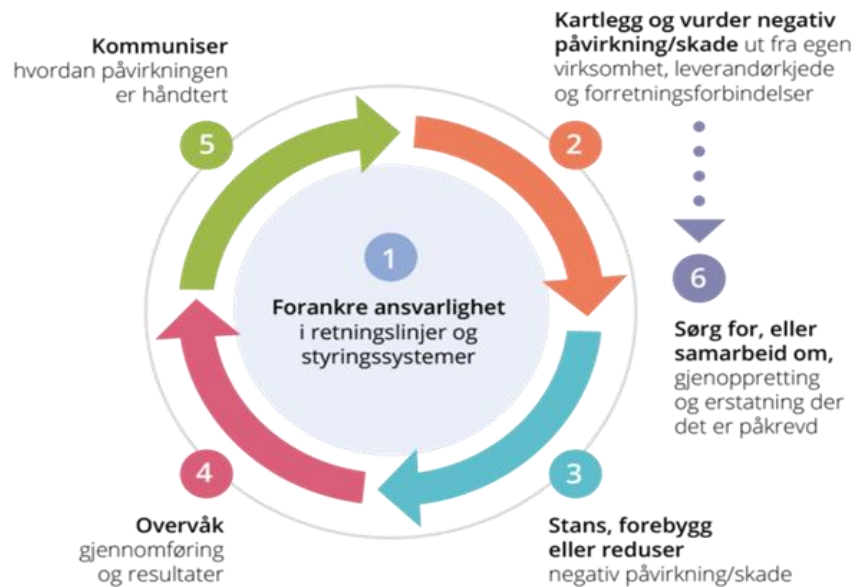 1
Forankre ansvarlighet
i retningslinjer og
styringssystemer
2
Kartlegg og vurder negativ
påvirkning/skade ut fra egen
virksomhet, leverandørkjede
og forretningsforbindelser
3
Stans, forebygg
eller reduser
negativ påvirkning/skade
4
Overvåk
gjennomføring
og resultater
5
Kommuniser
hvordan påvirkningen
er håndtert
6
Sørg for, eller
samarbeid om,
gjenoppretting
og erstatning der
det er påkrevd